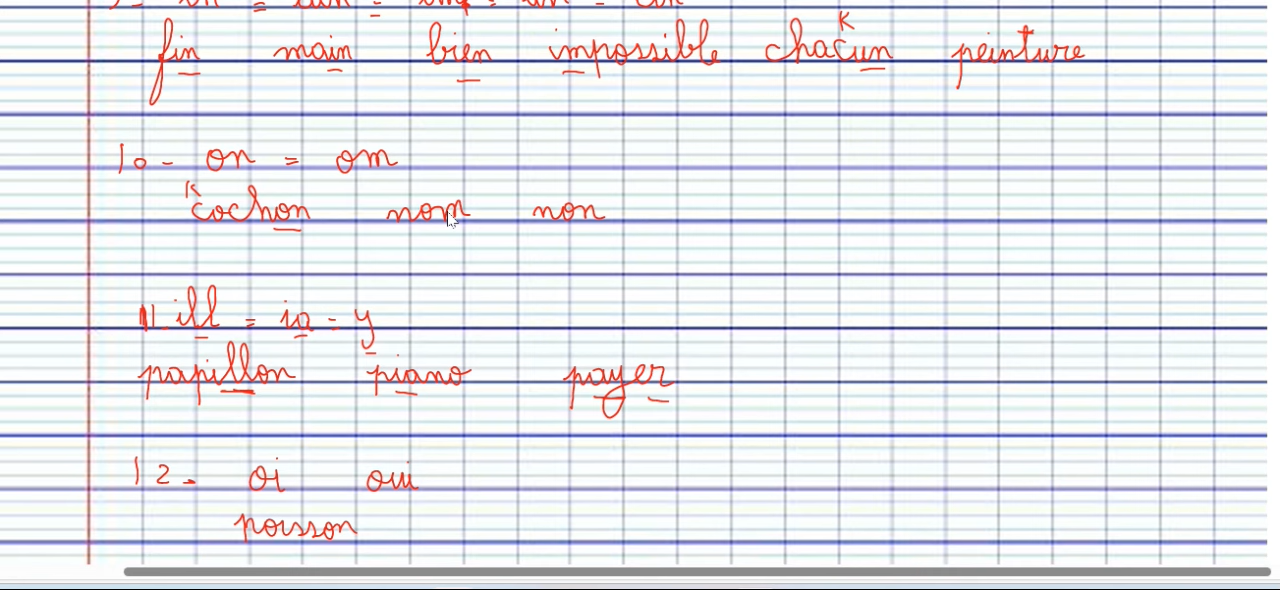 fin main bien impossible chacun peinture
K
10- on = om
K
cochon nom non
11. ill = ia = y
papillon piano payer
12. oi oui
poisson